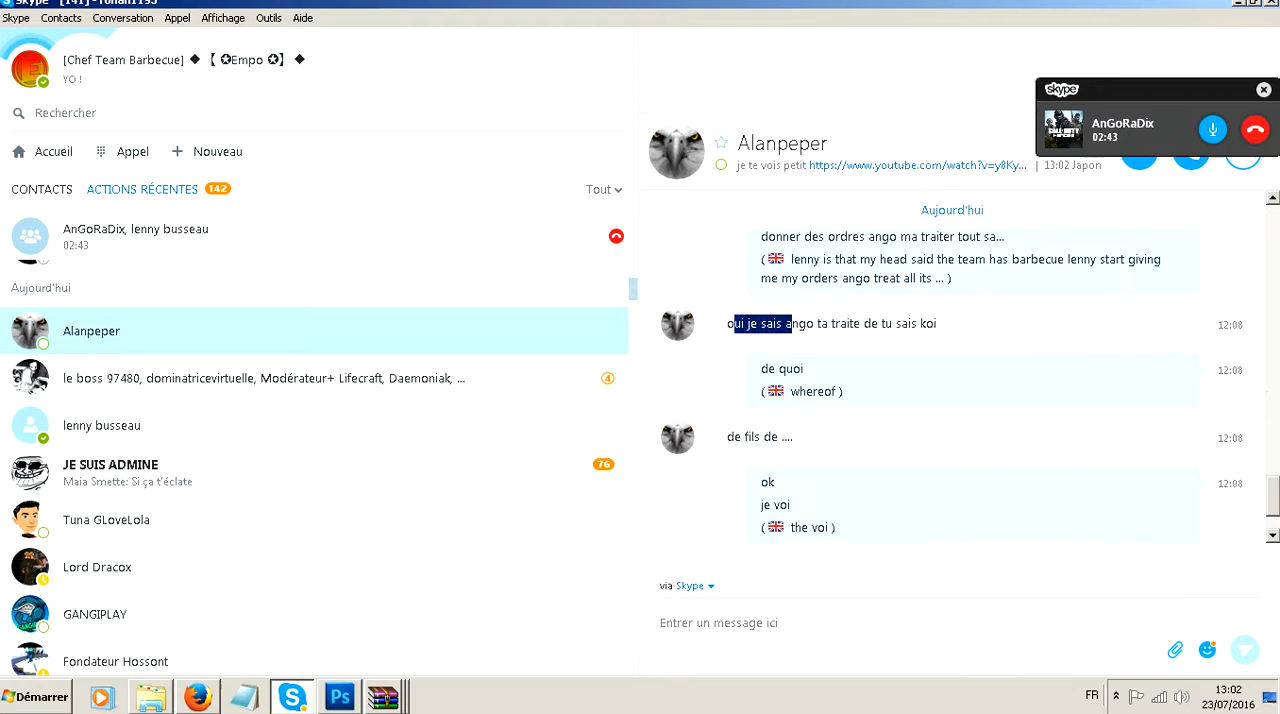 Skype™ [141]-rohan1193
Skype Contacts Conversation Appel Affichage Outils Aide
[Chef Team Barbecue] ◆ 【 ✪Empo ✪】 ◆
YO !
Rechercher
Accueil Appel Nouveau
CONTACTS ACTIONS RÉCENTES 142 Tout
AnGoRaDix, lenny busseau
02:43
Aujourd'hui
Alanpeper
le boss 97480, dominatricevirtuelle, Modérateur+ Lifecraft, Daemoniak, ...
4
lenny busseau
JE SUIS ADMINE
76
Maia Smette: Si ça t'éclate
Tuna GLoveLola
Lord Dracox
GANGIPLAY
Fondateur Hossont
skype
AnGoRaDix
02:43
Alanpeper
je te vois petit https://www.youtube.com/watch?v=y8Ky... | 13:02 Japon
Aujourd'hui
donner des ordres ango ma traiter tout sa...
( lenny is that my head said the team has barbecue lenny start giving
me my orders ango treat all its ... )
oui je sais ango ta traite de tu sais koi 12:08
de quoi 12:08
( whereof )
de fils de .... 12:08
ok 12:08
je voi
( the voi )
via Skype
Entrer un message ici
Démarrer
Ps
FR
13:02
23/07/2016